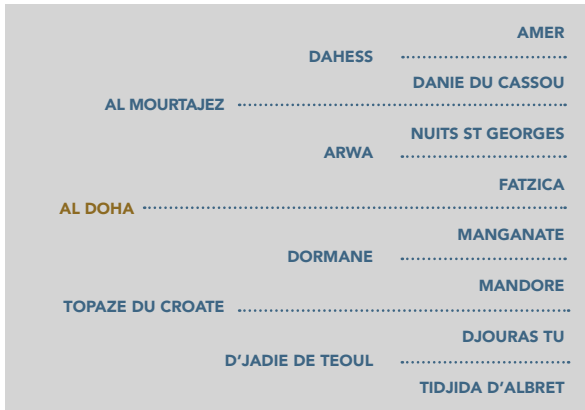 AMER
DAHESS
DANIE DU CASSOU
AL MOURTAJEZ
NUITS ST GEORGES
ARWA
FATZICA
AL DOHA
MANGANATE
DORMANE
MANDORE
TOPAZE DU CROATE
DJOURAS TU
D'JADIE DE TEOUL
TIDJIDA D'ALBRET